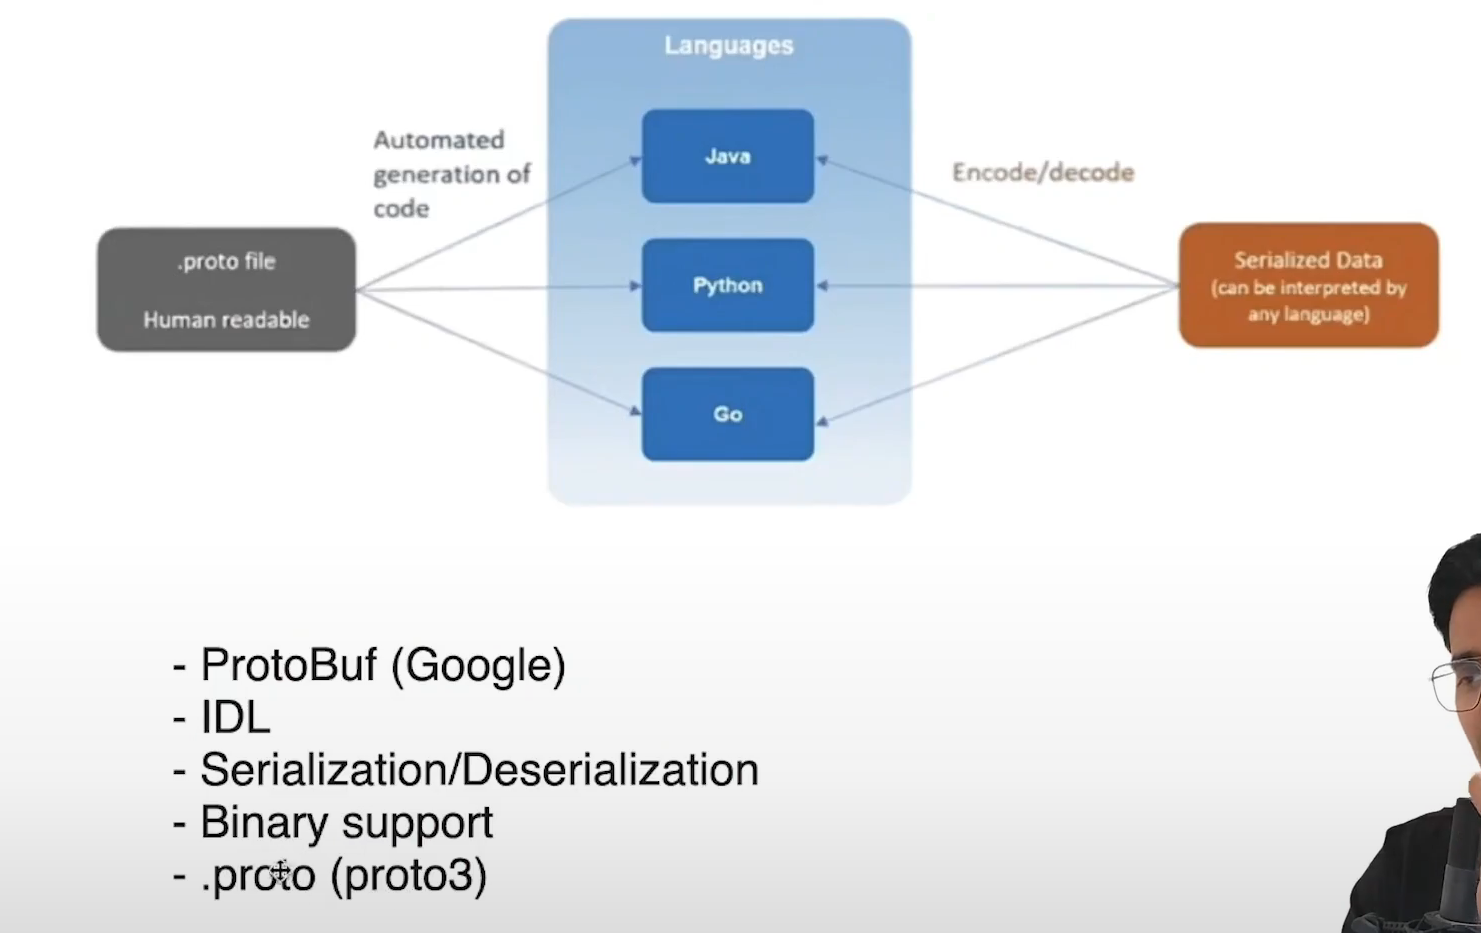 Languages
Automated
generation of
code
Java
Encode/decode
.proto file
Human readable
Python
Serialized Data
(can be interpreted by
any language)
Go
- ProtoBuf (Google)
- IDL
- Serialization/Deserialization
- Binary support
- .proto (proto3)